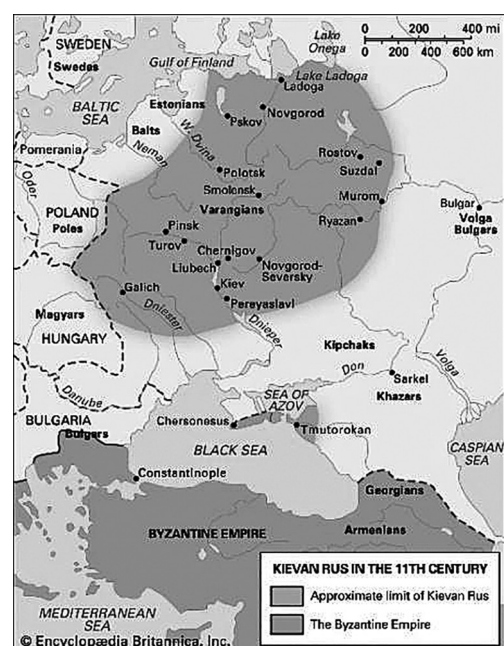 SWEDEN
Swedes
Gulf of Finland
Lake
Onega
0 200 400 mi
0 200 400 600 km
Lake Ladoga
Ladoga
BALTIC
SEA
Estonians
Pskov
Novgorod
Balts
W. Dvina
Neman
Pomerania
Oder
Polotsk
Rostov
Suzdal
Smolensk
Varangians
Murom
Ryazan
Bulgar
Volga
Bulgars
POLAND
Poles
Pinsk
Turov
Chernigov
Liubech
Novgorod-
Seversky
Kiev
Pereyaslavl
Galich
Dniester
Dnieper
Magyars
HUNGARY
Kipchaks
Don
Volga
Sarkel
Khazars
Danube
SEA OF
AZOV
BULGARIA
Bulgars
Chersonesus
Tmutorokan
BLACK SEA
CASPIAN
SEA
Constantinople
Georgians
BYZANTINE EMPIRE
Armenians
KIEVAN RUS IN THE 11TH CENTURY
Approximate limit of Kievan Rus
The Byzantine Empire
MEDITERRANEAN
SEA
© Encyclopædia Britannica, Inc.